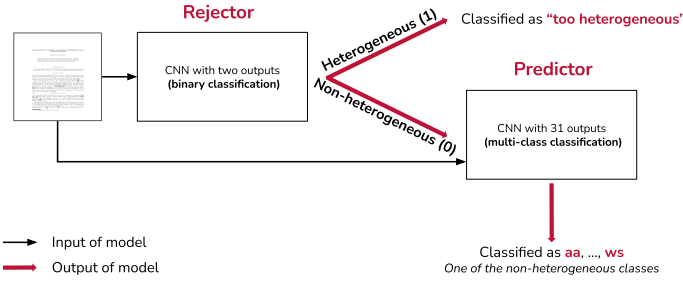 Rejector
CNN with two outputs
(binary classification)
Heterogeneous (1)
Non-heterogeneous (0)
Classified as “too heterogeneous’
Predictor
CNN with 31 outputs
(multi-class classification)
Classified as aa, ..., ws
One of the non-heterogeneous classes
Input of model
Output of model